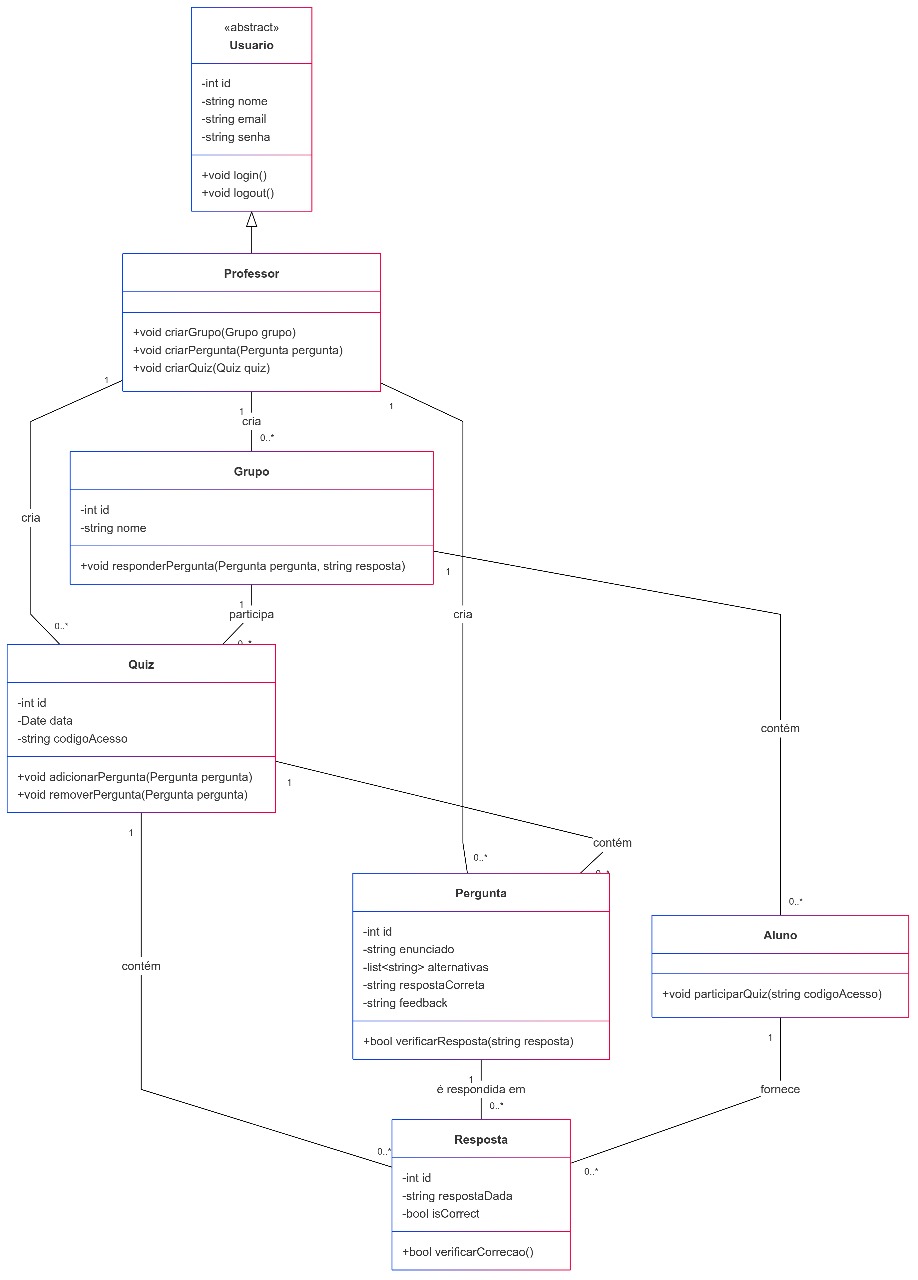 «abstract»
Usuario
-int id
-string nome
-string email
-string senha
+void login()
+void logout()
Professor
+void criarGrupo(Grupo grupo)
+void criarPergunta(Pergunta pergunta)
+void criarQuiz(Quiz quiz)
1
1
1
cria
0..*
Grupo
-int id
-string nome
+void responderPergunta(Pergunta pergunta, string resposta)
cria
1
1
participa
cria
0..*
0..*
Quiz
-int id
-Date data
-string codigoAcesso
+void adicionarPergunta(Pergunta pergunta)
+void removerPergunta(Pergunta pergunta)
contém
1
1
contém
0..*
0..*
Pergunta
-int id
-string enunciado
-list<string> alternativas
-string respostaCorreta
-string feedback
+bool verificarResposta(string resposta)
0..*
Aluno
+void participarQuiz(string codigoAcesso)
contém
1
1
é respondida em
fornece
0..*
Resposta
0..*
0..*
-int id
-string respostaDada
-bool isCorrect
+bool verificarCorrecao()